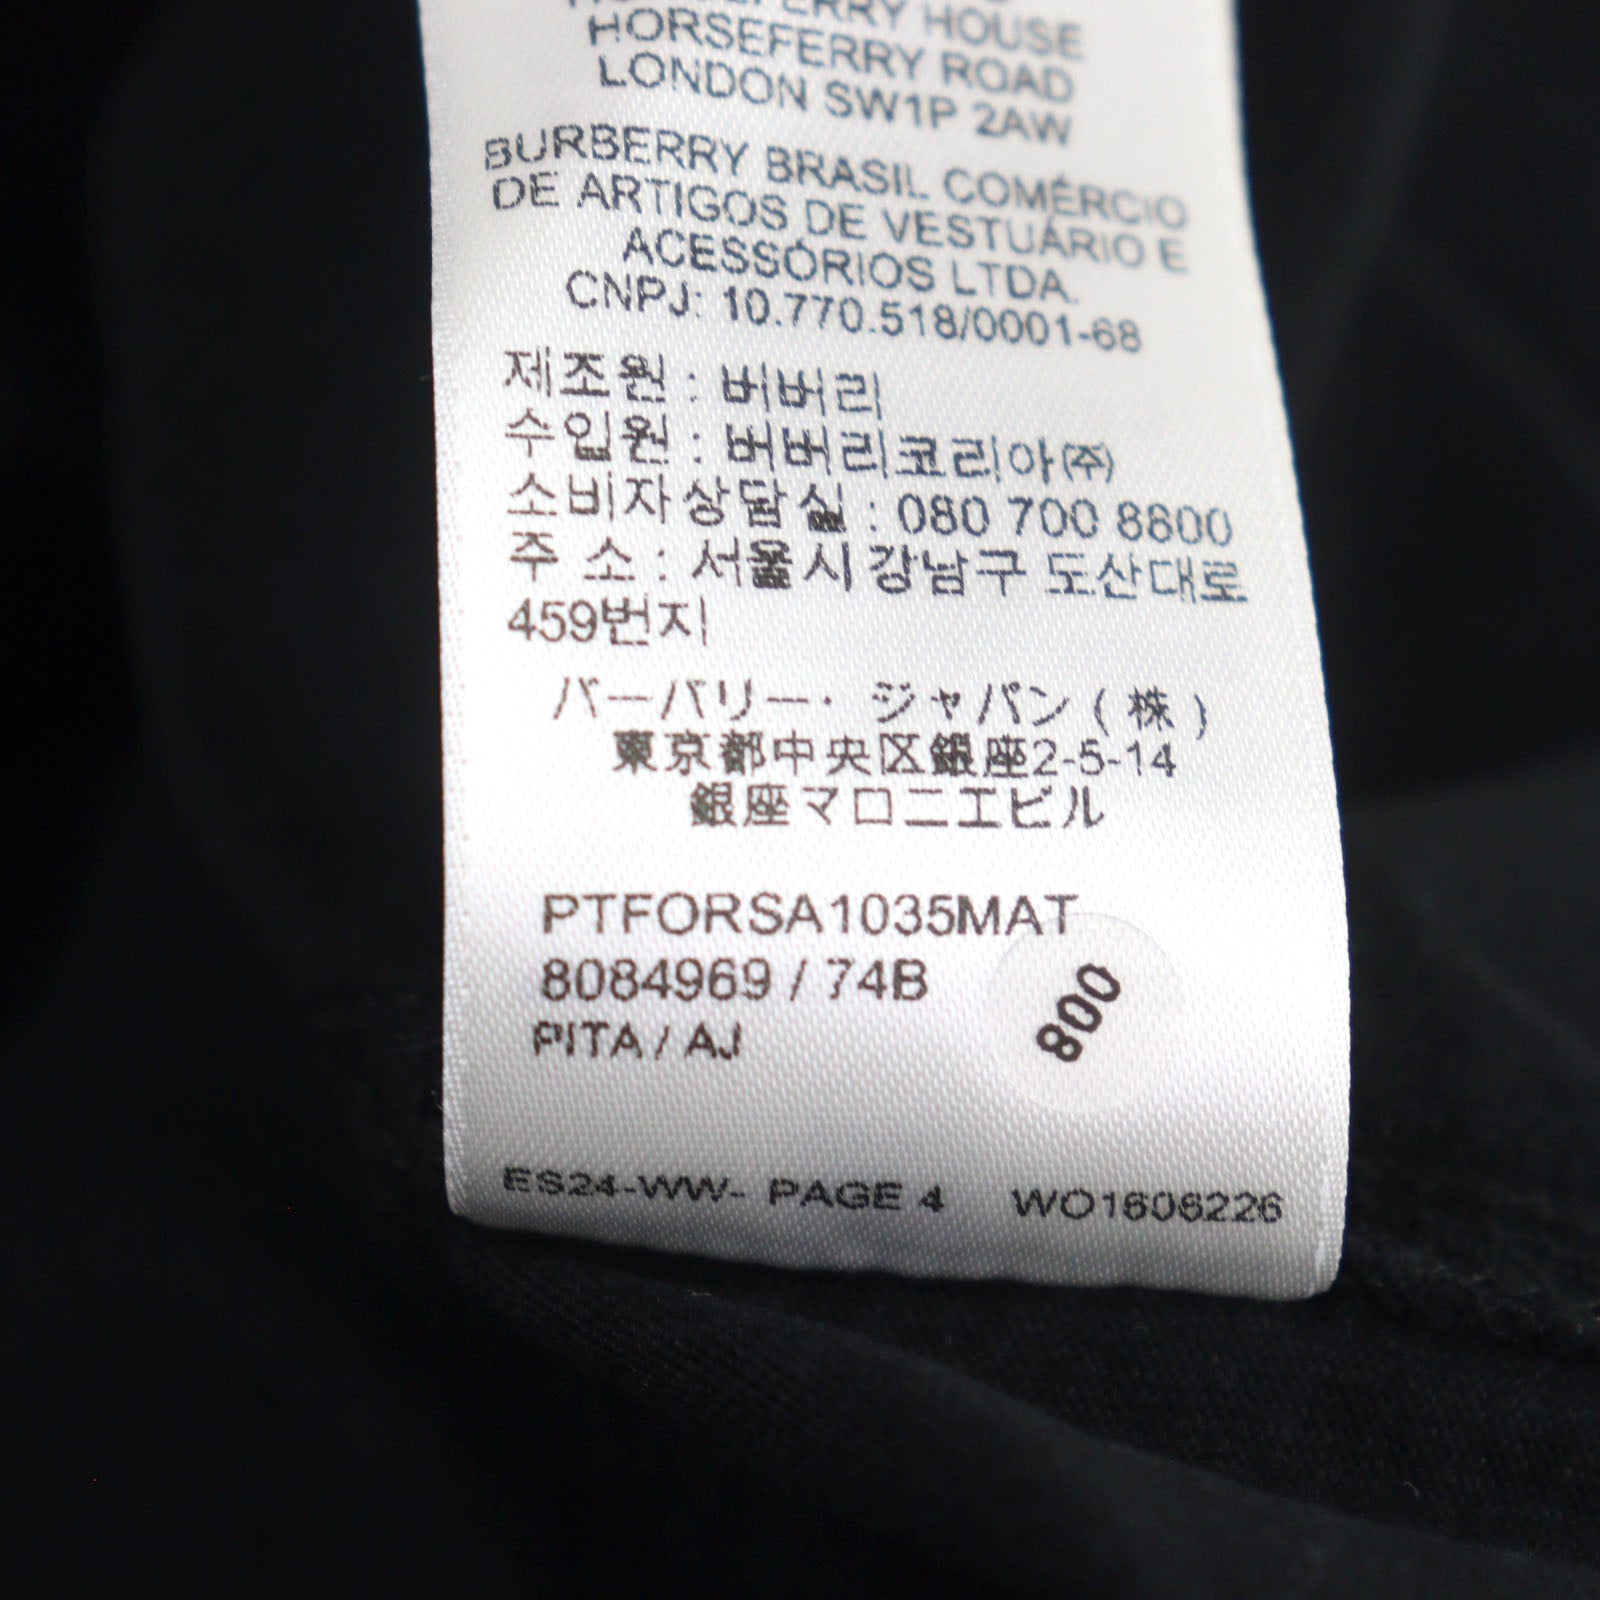 HORSEFERRY HOUSE
HORSEFERRY ROAD
LONDON SW1P 2AW
BURBERRY BRASIL COMÉRCIO
DE ARTIGOS DE VESTUÁRIO E
ACESSÓRIOS LTDA.
CNPJ: 10.770.518/0001-68
제조원 : 버버리
수입원 : 버버리코리아(주)
소비자상담실 : 080 700 8800
주 소 : 서울시 강남구 도산대로
459번지
バーバリー・ジャパン ( 株 )
東京都中央区銀座2-5-14
銀座マロニエビル
PTFORSA1035MAT
8084969 / 74B
PITA / AJ
008
ES24-WW- PAGE 4 WO1606226